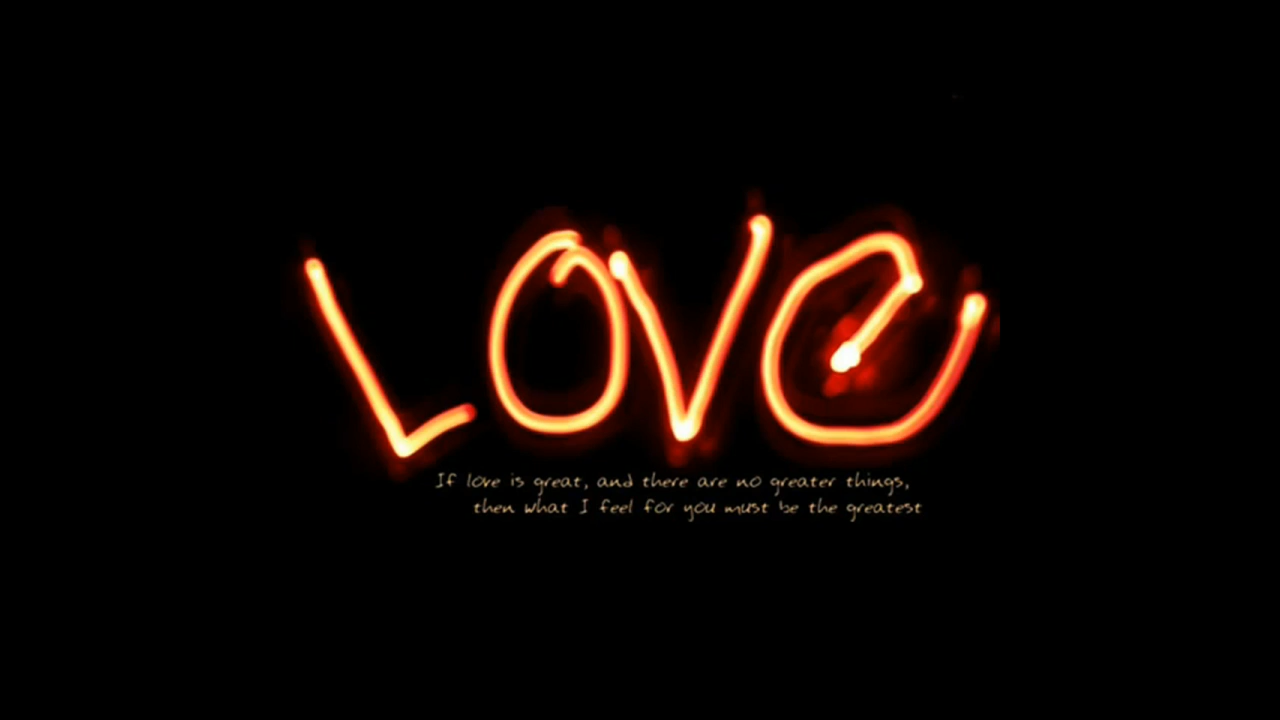 LOVe
If love is great, and there are no greater things,
then what I feel for you must be the greatest